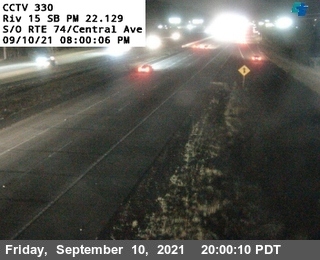 CCTV 330
Riv 15 SB PM 22.129
S/O RTE 74/Central Ave
09/10/21 08:00:06 PM
Friday, September 10, 2021 20:00:10 PDT